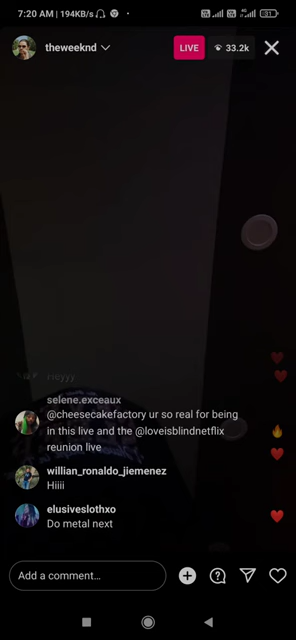 7:20 AM | 194KB/s
31
theweeknd
LIVE
33.2k
selene.exceaux
@cheesecakefactory ur so real for being
in this live and the @loveisblindnetflix
reunion live
willian_ronaldo_jiemenez
Hiiii
elusiveslothxo
Do metal next
Add a comment...